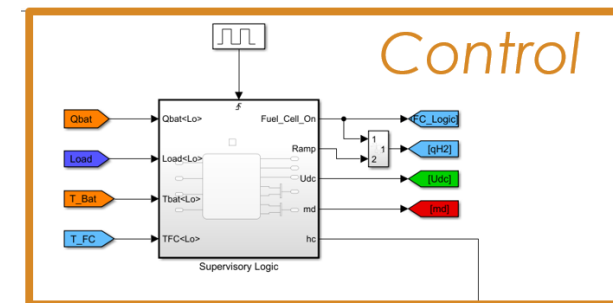 Control
Qbat
Qbat<Lo>
Fuel_Cell_On
[FC_Logic]
1
Load
Load<Lo>
Ramp
2
1
[qH2]
Udc
[Udc]
T_Bat
Tbat<Lo>
md
[md]
T_FC
TFC<Lo>
hc
Supervisory Logic